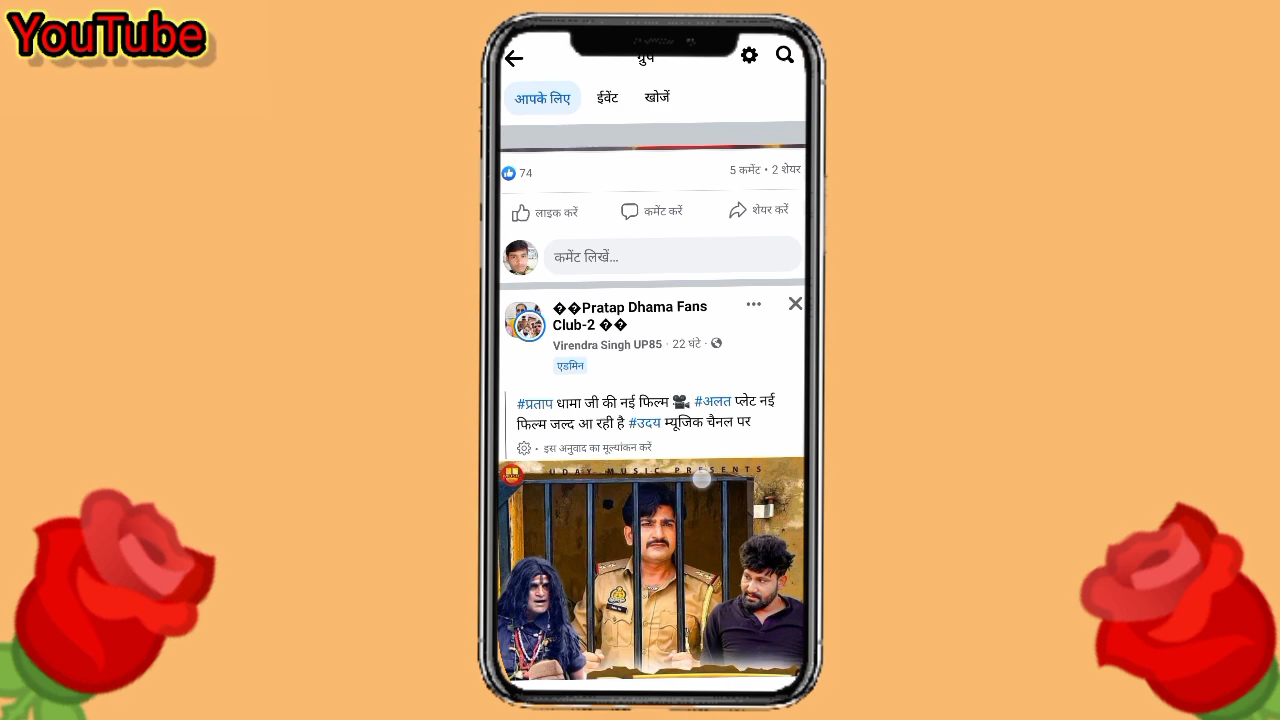 YouTube
ग्रुप
आपके लिए ईवेंट खोजें
74 5 कमेंट • 2 शेयर
लाइक करें कमेंट करें शेयर करें
कमेंट लिखें...
��Pratap Dhama Fans
Club-2 ��
Virendra Singh UP85 · 22 घंटे ·
एडमिन
#प्रताप धामा जी की नई फिल्म 🎥 #अलत प्लेट नई
फिल्म जल्द आ रही है #उदय म्यूजिक चैनल पर
· इस अनुवाद का मूल्यांकन करें
UDAY MUSIC PRESENTS